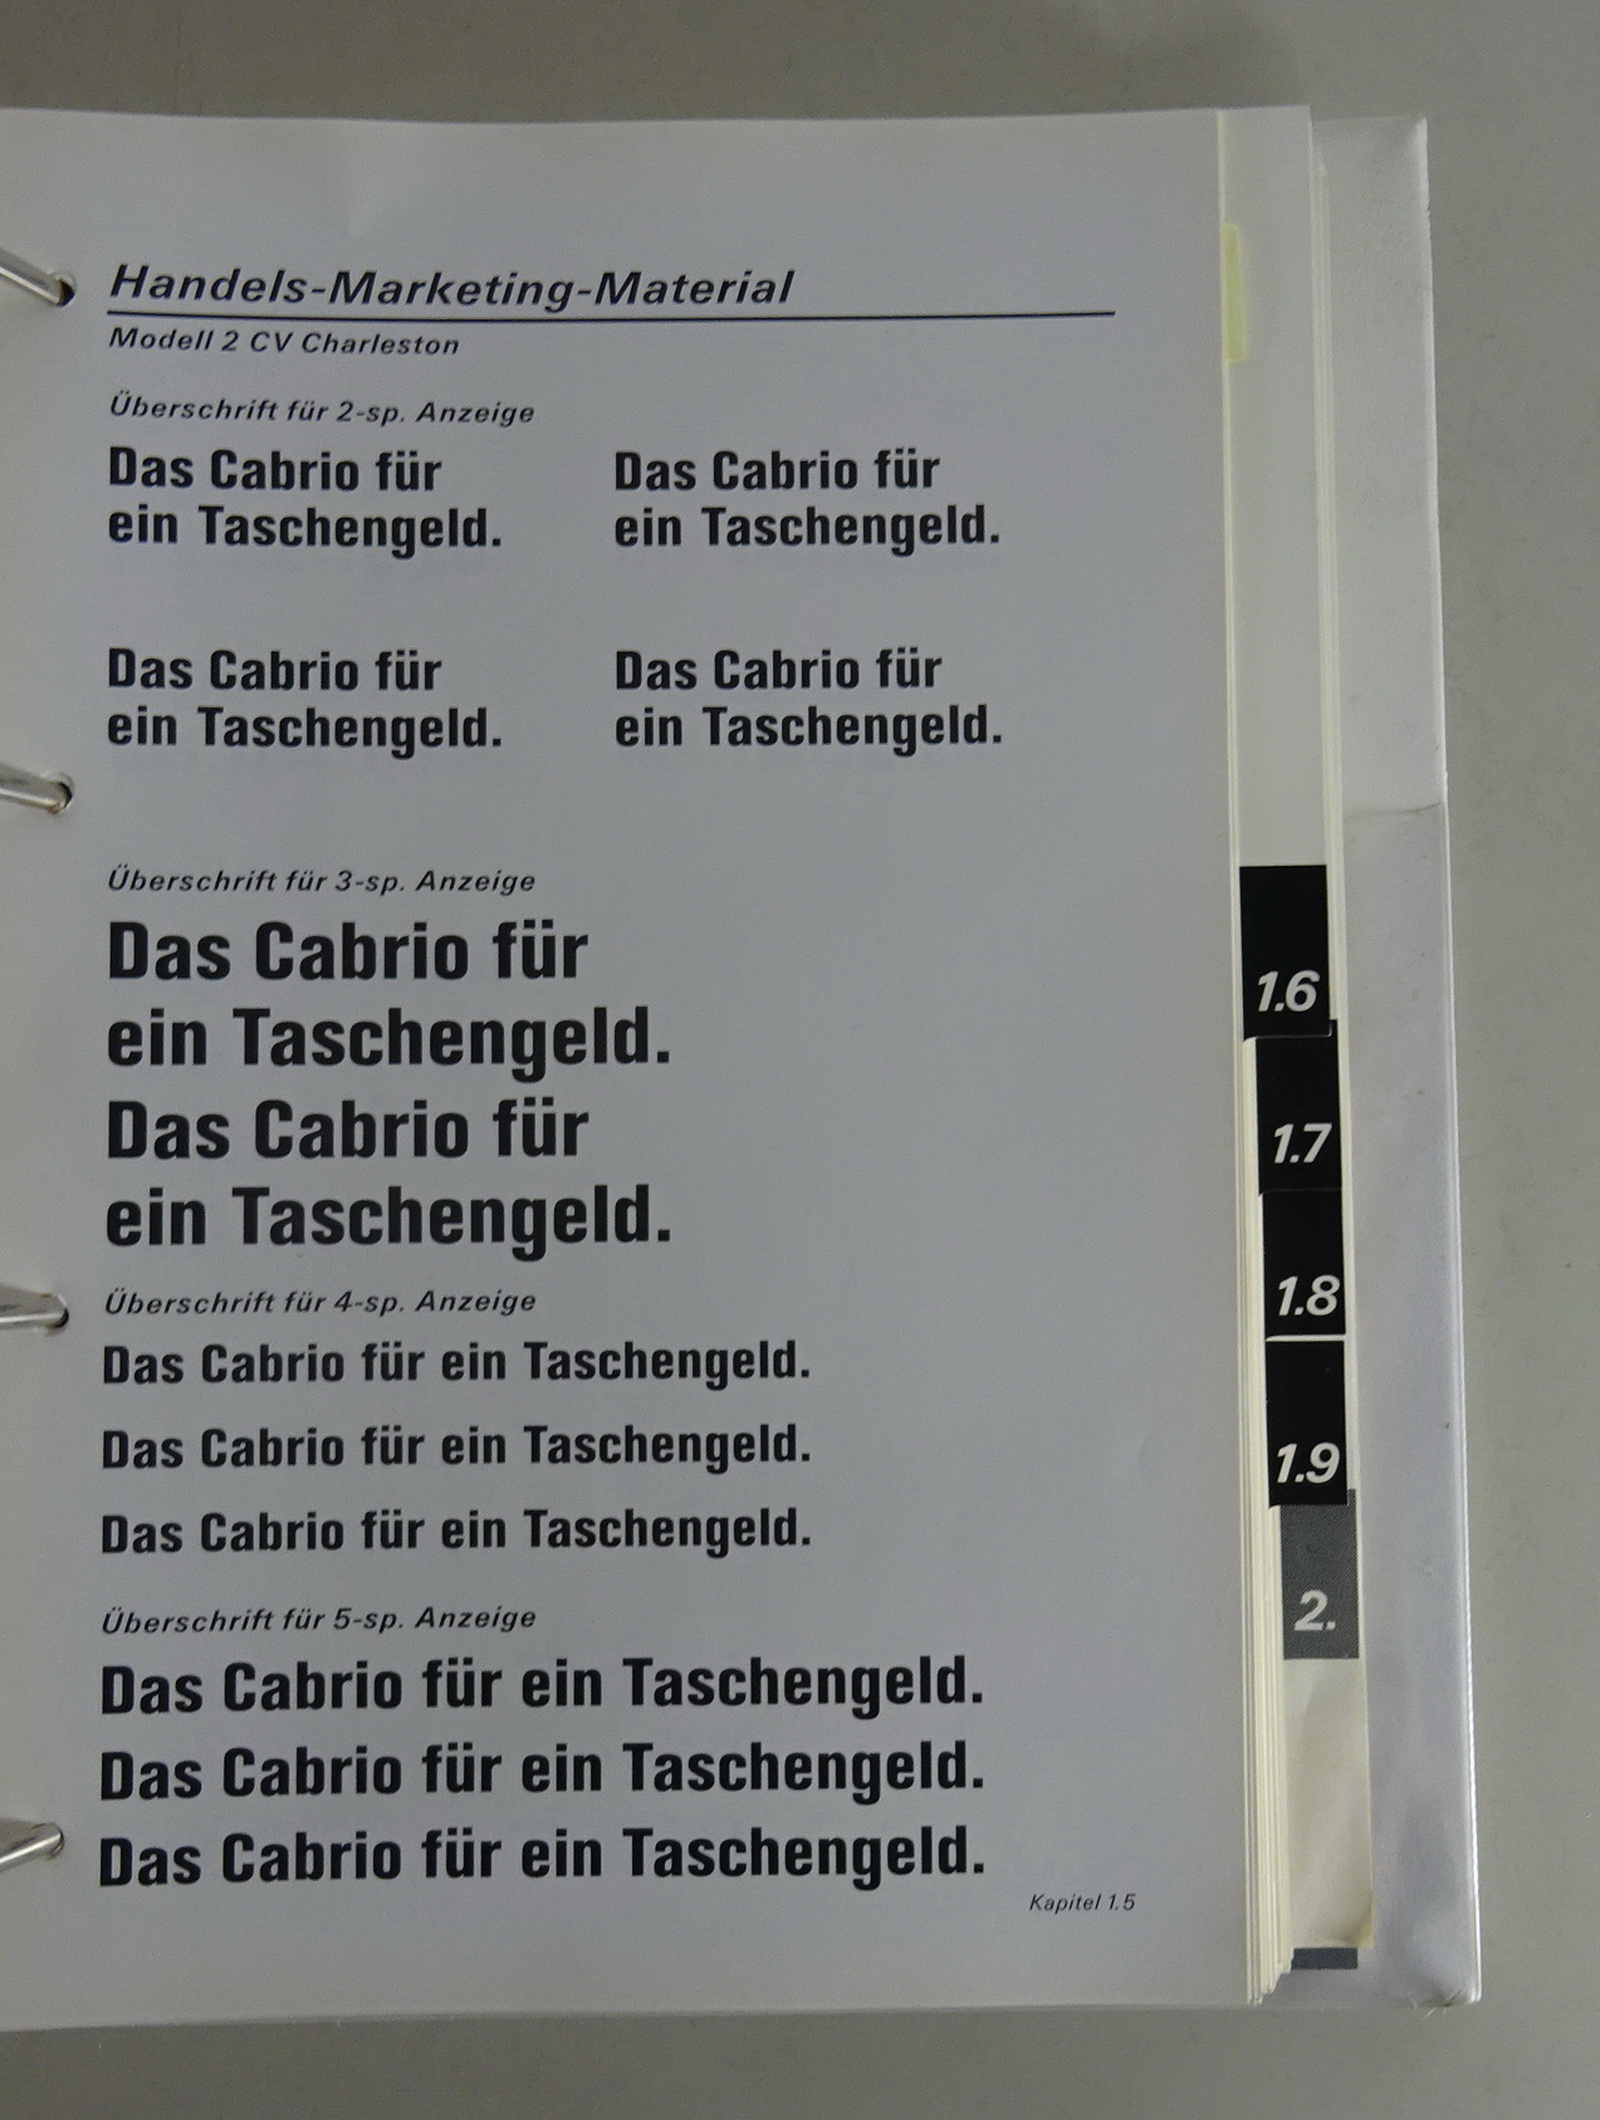 Handels-Marketing-Material
Modell 2 CV Charleston
Überschrift für 2-sp. Anzeige
Das Cabrio für
ein Taschengeld.
Das Cabrio für
ein Taschengeld.
Das Cabrio für
ein Taschengeld.
Das Cabrio für
ein Taschengeld.
Überschrift für 3-sp. Anzeige
Das Cabrio für
ein Taschengeld.
Das Cabrio für
ein Taschengeld.
Überschrift für 4-sp. Anzeige
Das Cabrio für ein Taschengeld.
Das Cabrio für ein Taschengeld.
Das Cabrio für ein Taschengeld.
Überschrift für 5-sp. Anzeige
Das Cabrio für ein Taschengeld.
Das Cabrio für ein Taschengeld.
Das Cabrio für ein Taschengeld.
Kapitel 1.5
1.6
1.7
1.8
1.9
2.